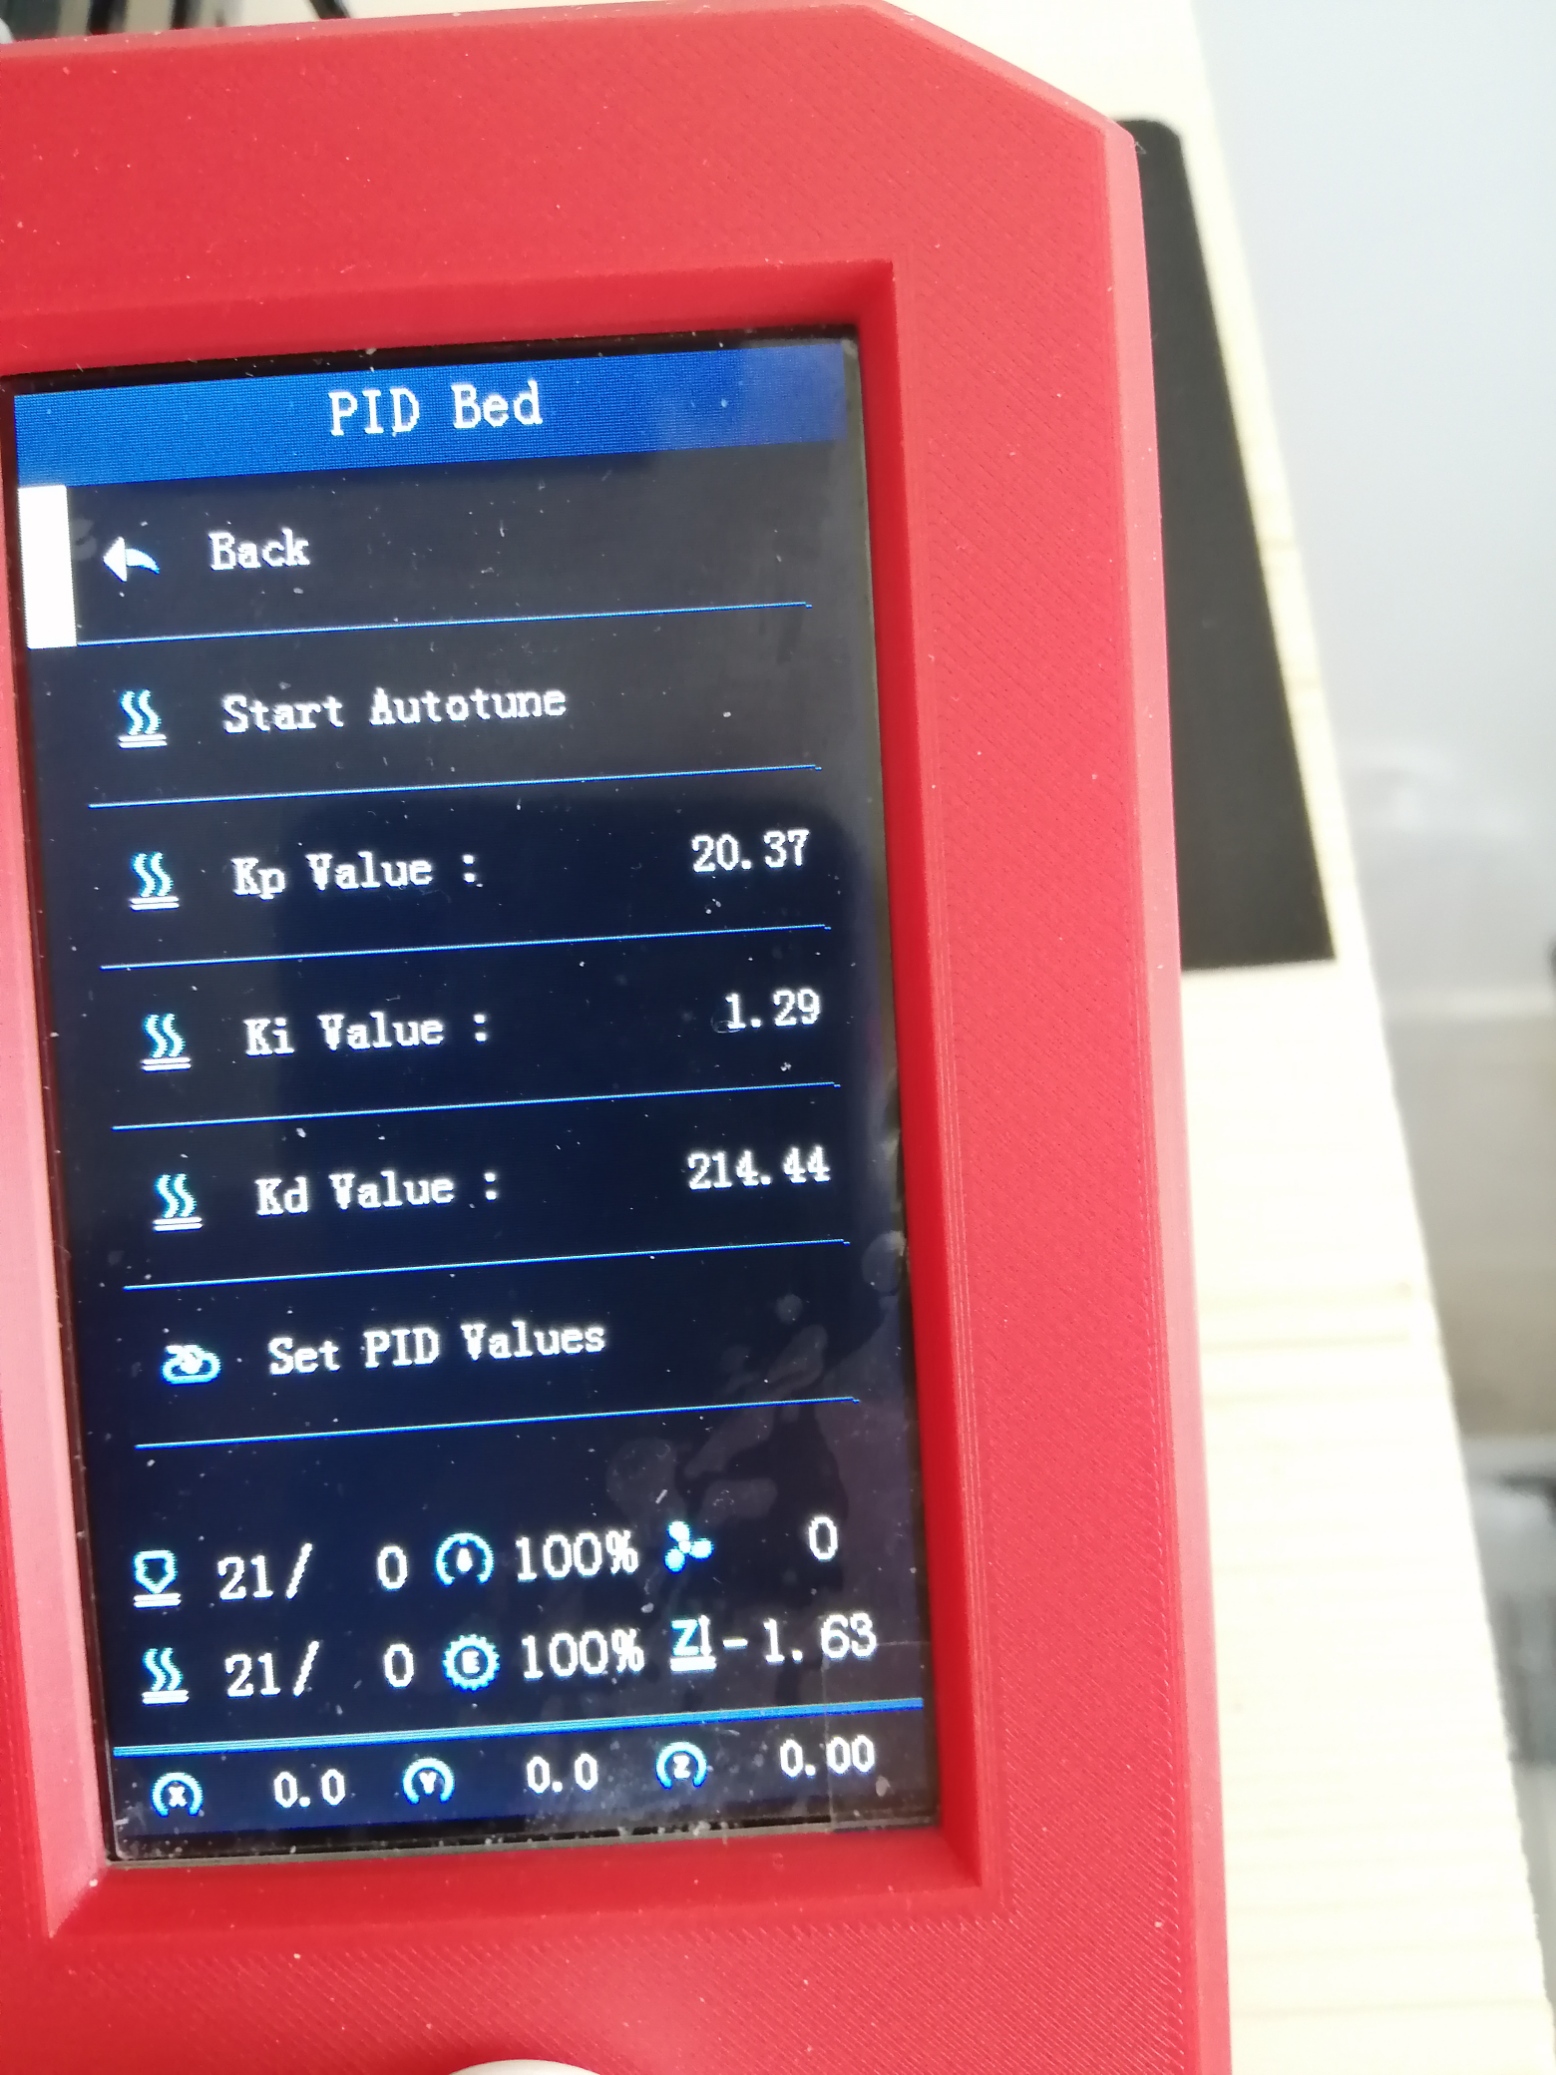 PID Bed
Back
Start Autotune
Kp Value : 20.37
Ki Value : 1.29
Kd Value : 214.44
Set PID Values
21/ 0 100% 0
21/ 0 E 100% Z -1.63
X 0.0 Y 0.0 Z 0.00